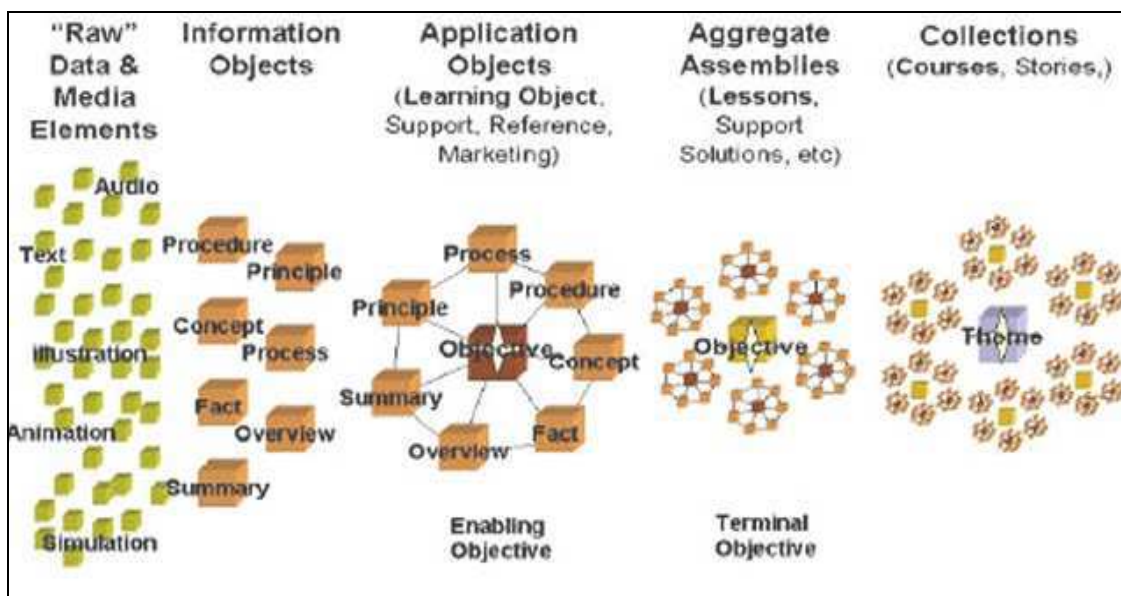 “Raw”
Data &
Media
Elements
Audio
Text
Illustration
Animation
Simulation
Information
Objects
Procedure
Principle
Concept
Process
Fact
Overview
Summary
Application
Objects
(Learning Object,
Support, Reference,
Marketing)
Process
Procedure
Principle
Objective
Concept
Summary
Fact
Overview
Enabling
Objective
Aggregate
Assemblies
(Lessons,
Support
Solutions, etc)
Objective
Terminal
Objective
Collections
(Courses, Stories,)
Theme